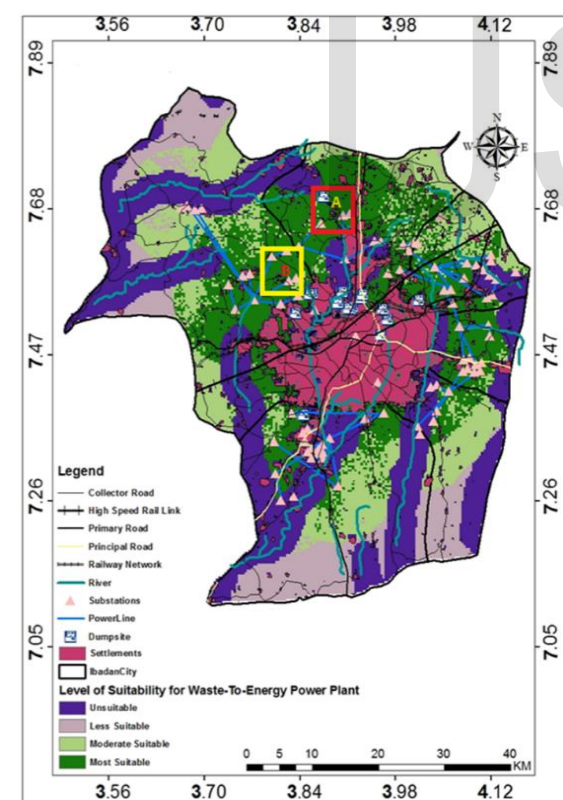 3.56 3.70 3.84 3.98 4.12
7.89 7.89
N
W E
S
7.68 7.68
A
B
7.47 7.47
Legend
Collector Road
High Speed Rail Link
7.26 7.26
Primary Road
Principal Road
Railway Network
River
Substations
PowerLine
7.05 7.05
Dumpsite
Settlements
IbadanCity
Level of Suitability for Waste-To-Energy Power Plant
Unsuitable
Less Suitable
Moderate Suitable
Most Suitable
0 5 10 20 30 40
KM
3.56 3.70 3.84 3.98 4.12